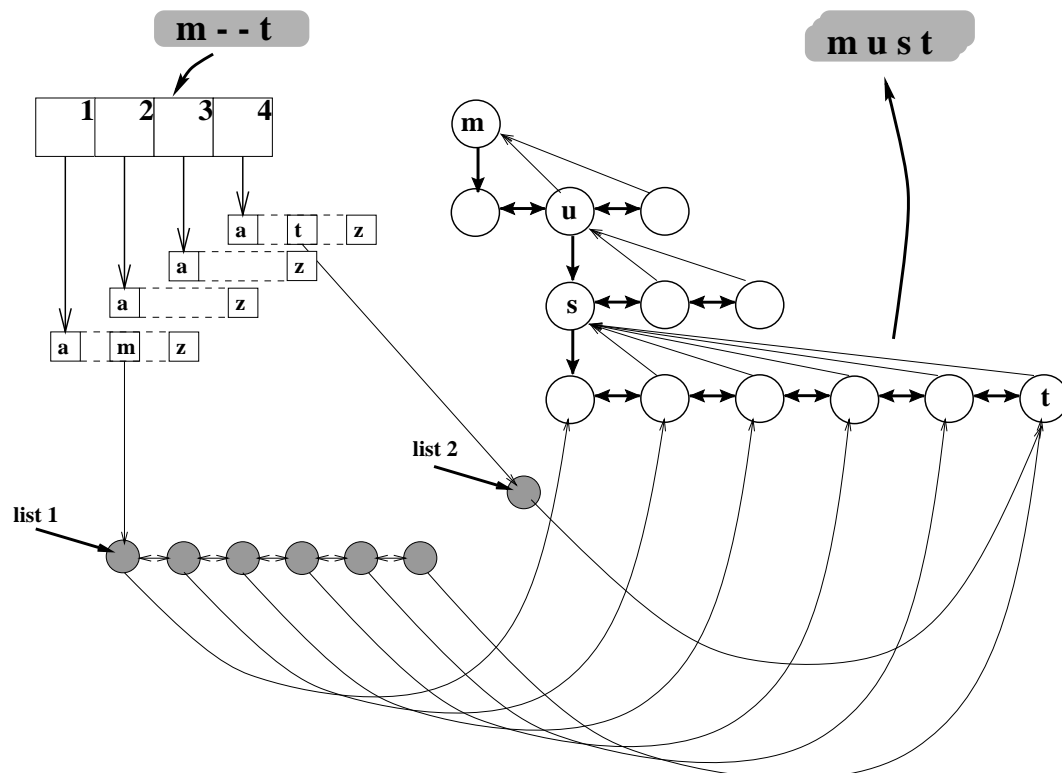 m - - t
m u s t
1 2 3 4
m
a t z
u
a z
a z
s
a m z
t
list 2
list 1